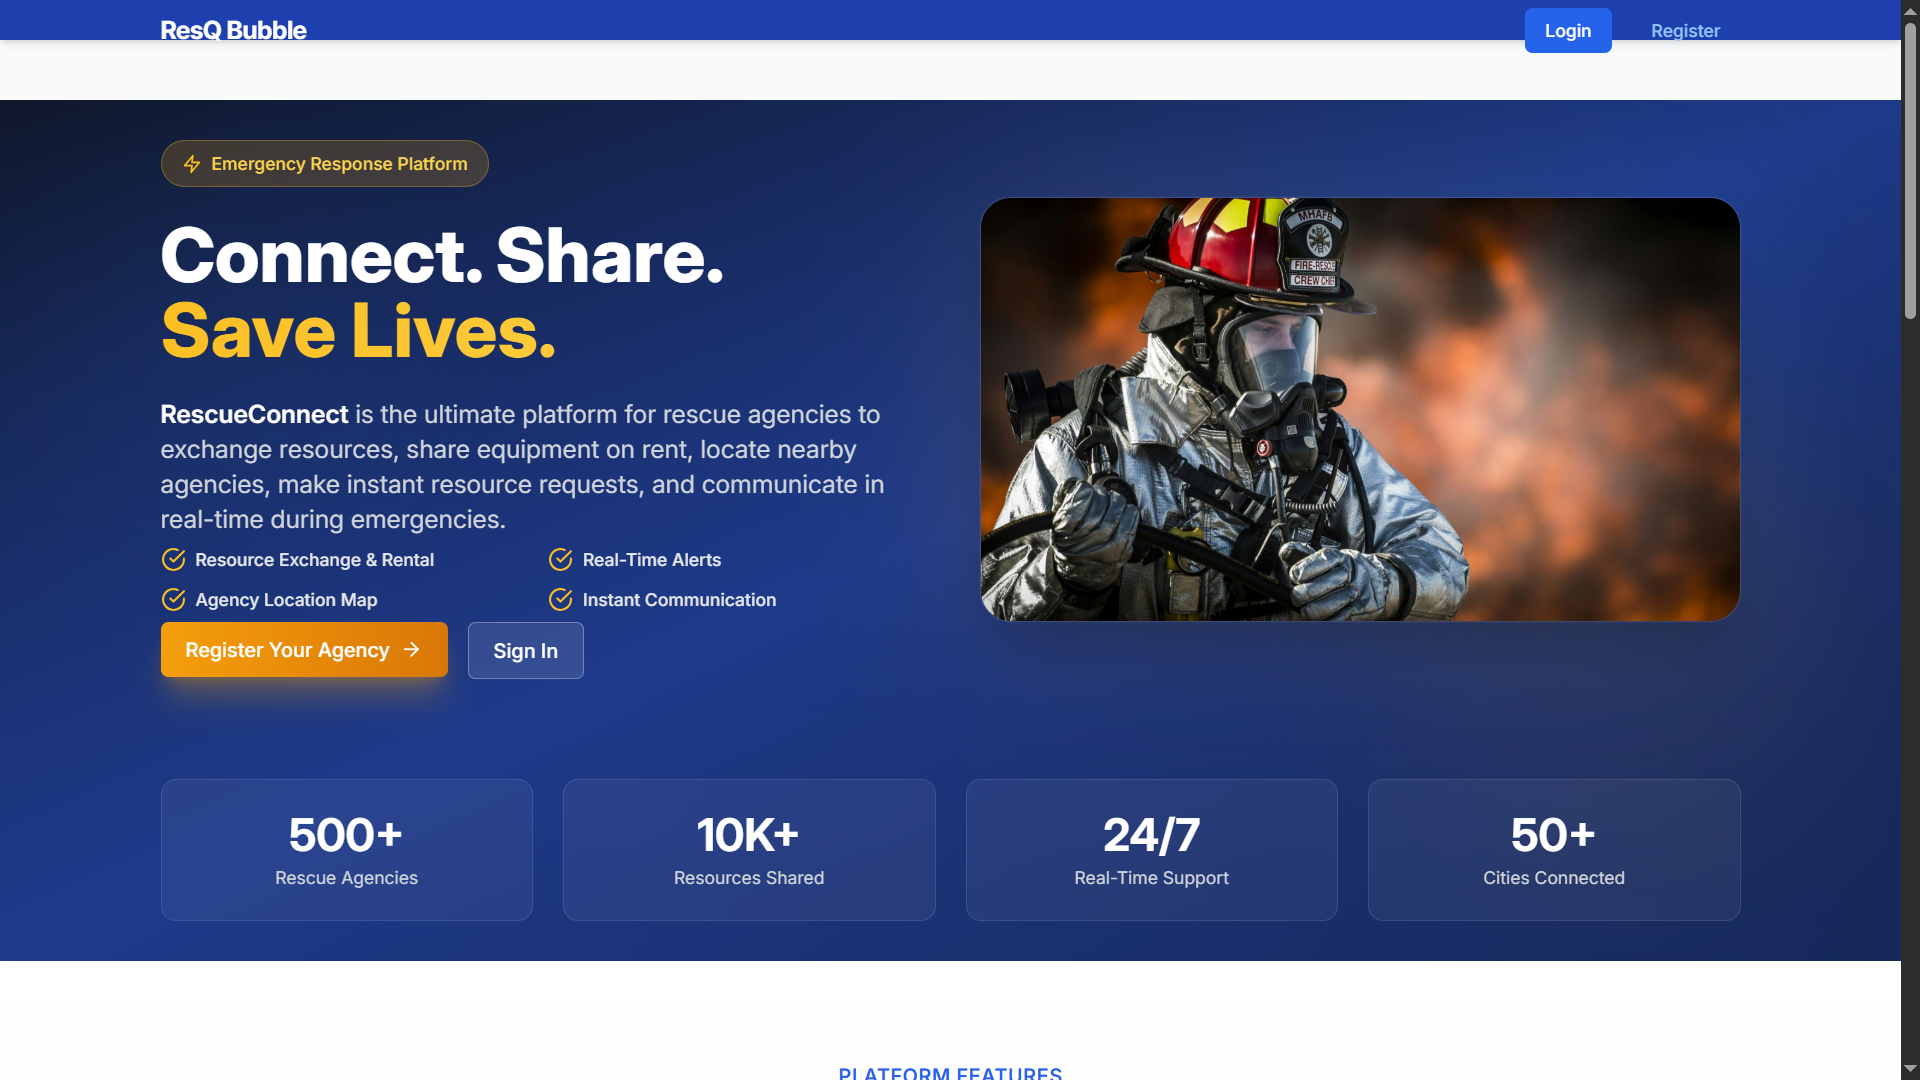 ResQ Bubble
Login
Register
Emergency Response Platform
Connect. Share.
Save Lives.
RescueConnect is the ultimate platform for rescue agencies to
exchange resources, share equipment on rent, locate nearby
agencies, make instant resource requests, and communicate in
real-time during emergencies.
Resource Exchange & Rental
Real-Time Alerts
Agency Location Map
Instant Communication
Register Your Agency
Sign In
MHAFB
FIRE-RESCUE
CREW CHIEF
500+
Rescue Agencies
10K+
Resources Shared
24/7
Real-Time Support
50+
Cities Connected
PLATFORM FEATURES